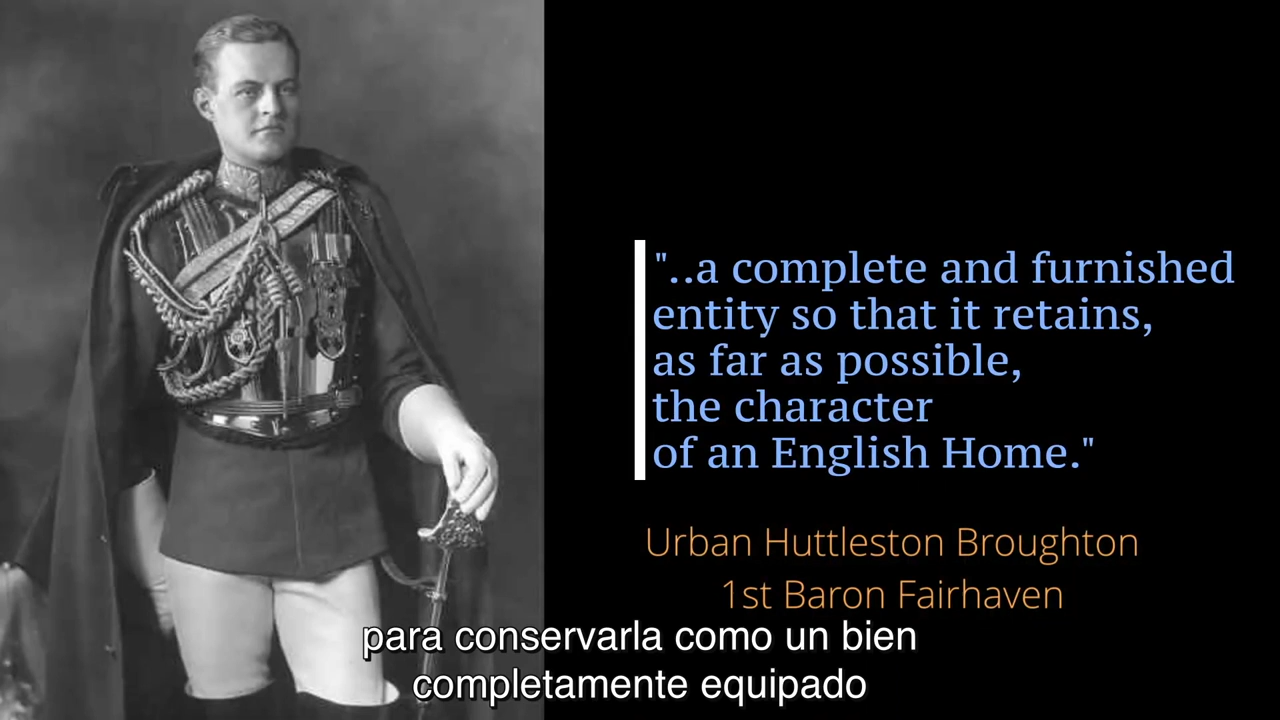 "..a complete and furnished
entity so that it retains,
as far as possible,
the character
of an English Home."
Urban Huttleston Broughton
1st Baron Fairhaven
para conservarla como un bien
completamente equipado